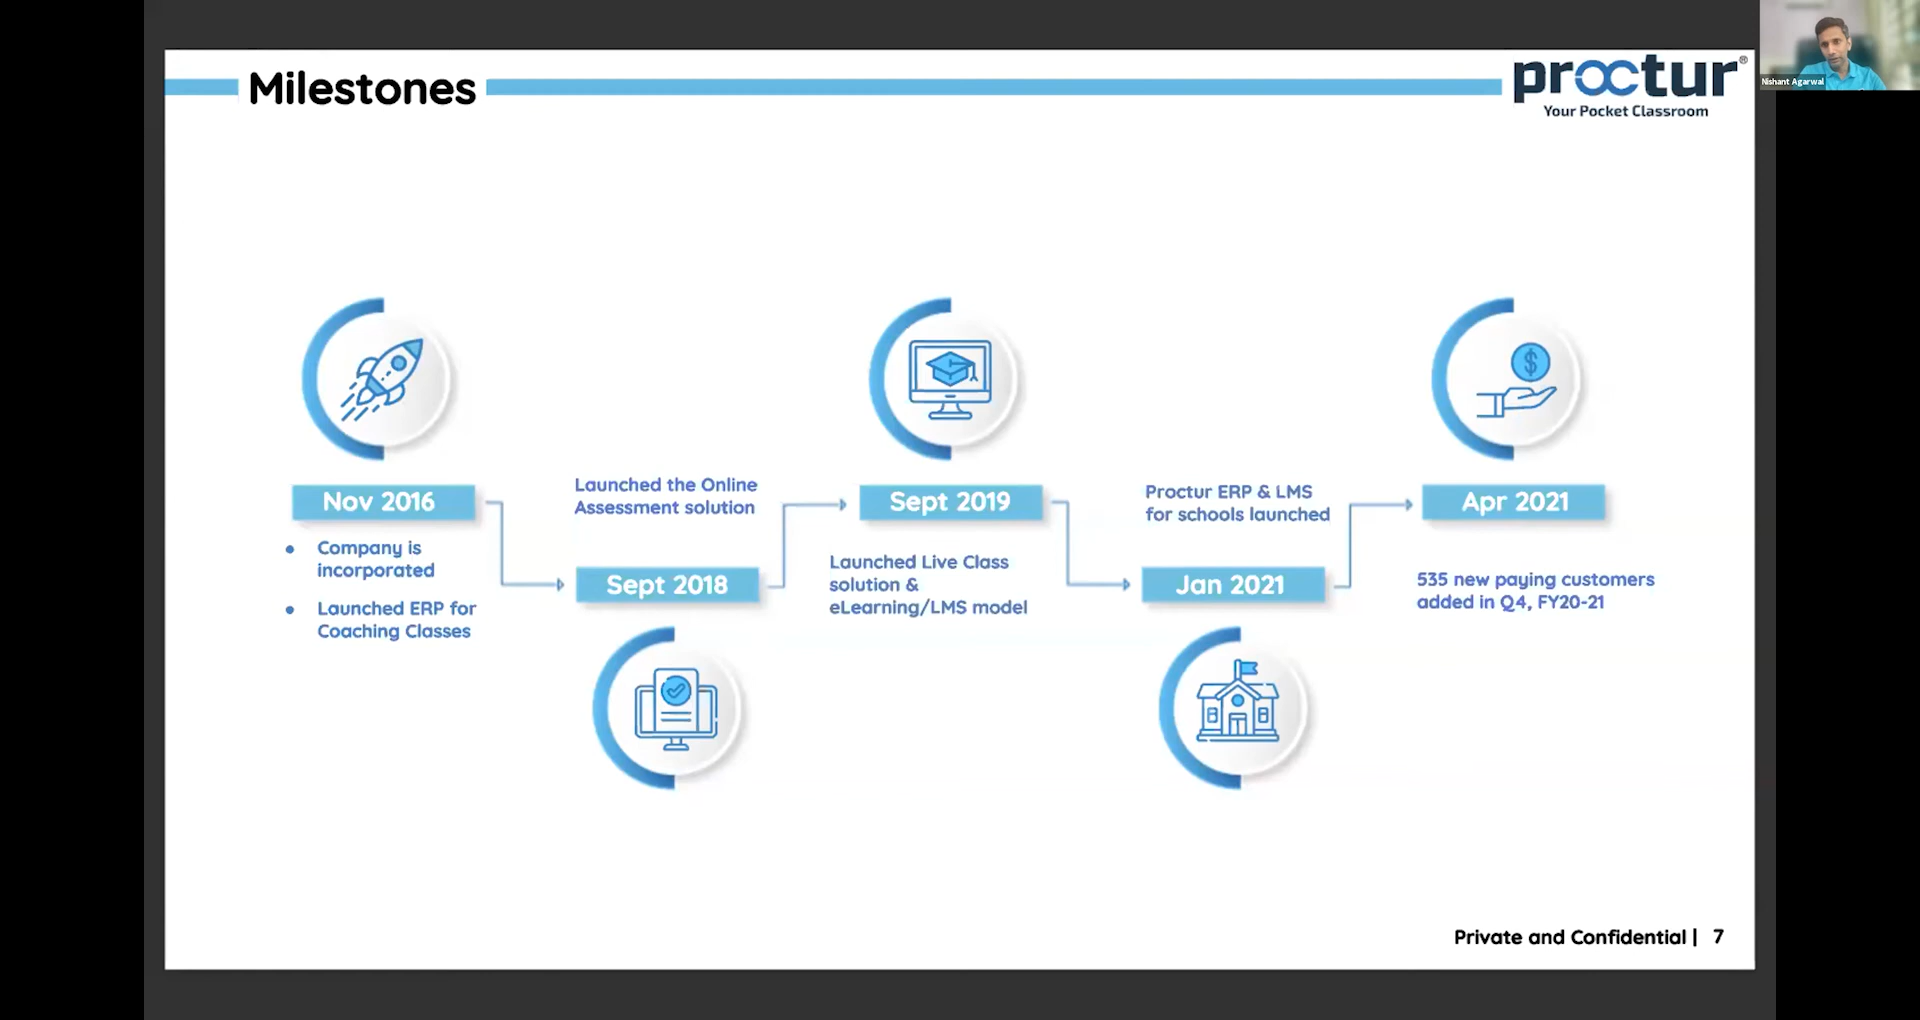 Milestones
proctur®
Your Pocket Classroom
Nishant Agarwal
Nov 2016
• Company is
incorporated
• Launched ERP for
Coaching Classes
Launched the Online
Assessment solution
Sept 2018
Sept 2019
Launched Live Class
solution &
eLearning/LMS model
Proctur ERP & LMS
for schools launched
Jan 2021
$
Apr 2021
535 new paying customers
added in Q4, FY20-21
Private and Confidential | 7